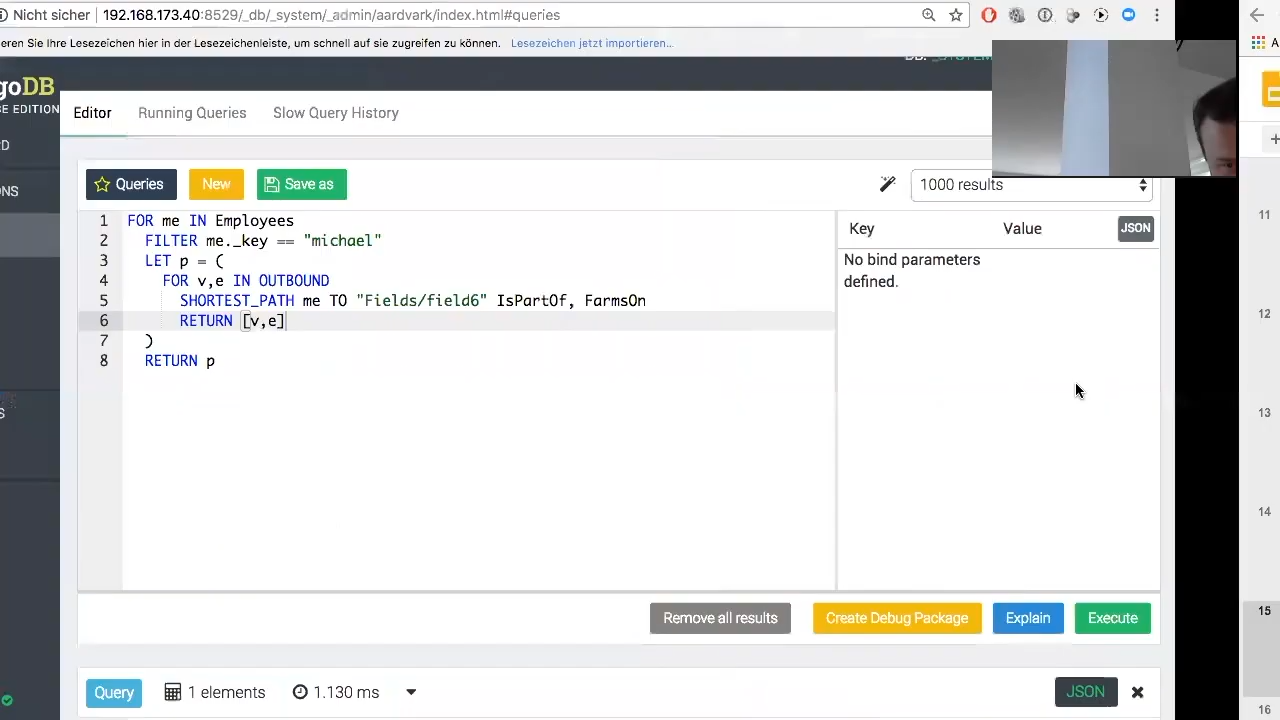 Nicht sicher | 192.168.173.40:8529/_db/_system/_admin/aardvark/index.html#queries
eren Sie Ihre Lesezeichen hier in der Lesezeichenleiste, um schnell auf sie zugreifen zu können. Lesezeichen jetzt importieren…
DB: _SYSTEM
goDB
E EDITION
Editor Running Queries Slow Query History
D
ONS
S
Queries New Save as 1000 results
1 FOR me IN Employees
2 FILTER me._key == "michael"
3 LET p = (
4 FOR v,e IN OUTBOUND
5 SHORTEST_PATH me TO "Fields/field6" IsPartOf, FarmsOn
6 RETURN [v,e]
7 )
8 RETURN p
Key Value JSON
No bind parameters
defined.
Remove all results Create Debug Package Explain Execute
Query 1 elements 1.130 ms JSON
A
11
12
13
14
15
16